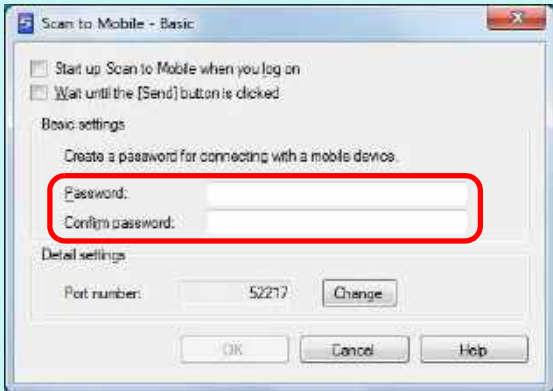 Scan to Mobile - Basic
Start up Scan to Mobile when you log on
Wait until the [Send] button is clicked
Basic settings
Create a password for connecting with a mobile device.
Password:
Confirm password:
Detail settings
Port number: 52217 Change
OK Cancel Help